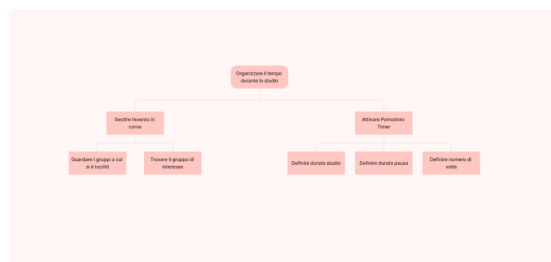 Organizzare il tempo
durante lo studio
Gestire l'evento in
corso
Attivare Pomodoro
Timer
Guardare i gruppi a cui
si è iscritti
Trovare il gruppo di
interesse
Definire durata studio
Definire durata pausa
Definire numero di
volte